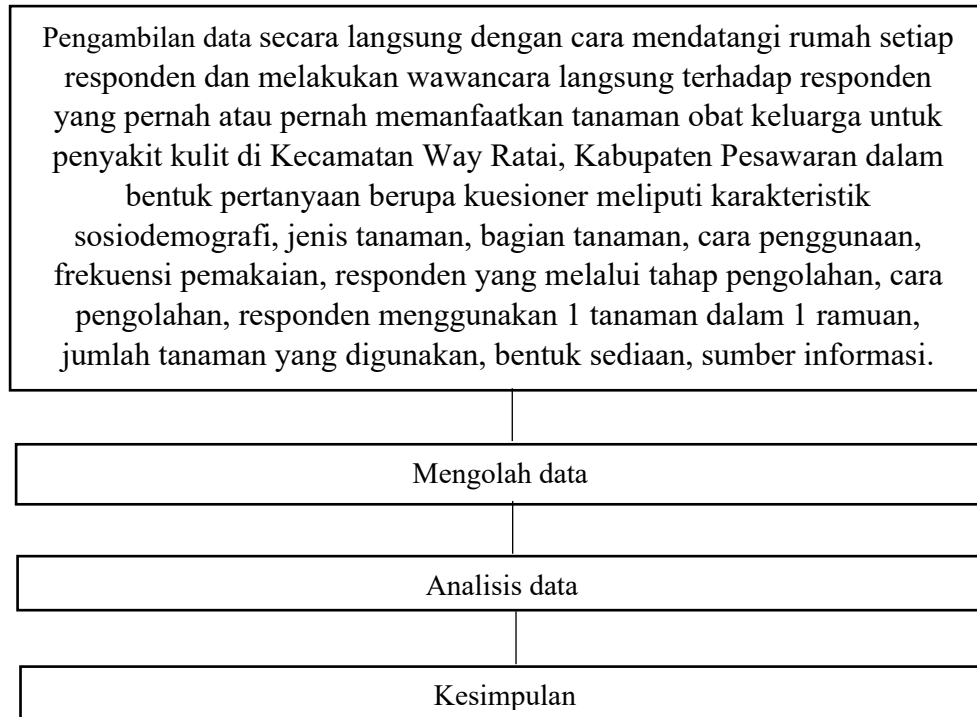 Pengambilan data secara langsung dengan cara mendatangi rumah setiap
responden dan melakukan wawancara langsung terhadap responden
yang pernah atau pernah memanfaatkan tanaman obat keluarga untuk
penyakit kulit di Kecamatan Way Ratai, Kabupaten Pesawaran dalam
bentuk pertanyaan berupa kuesioner meliputi karakteristik
sosiodemografi, jenis tanaman, bagian tanaman, cara penggunaan,
frekuensi pemakaian, responden yang melalui tahap pengolahan, cara
pengolahan, responden menggunakan 1 tanaman dalam 1 ramuan,
jumlah tanaman yang digunakan, bentuk sediaan, sumber informasi.
Mengolah data
Analisis data
Kesimpulan